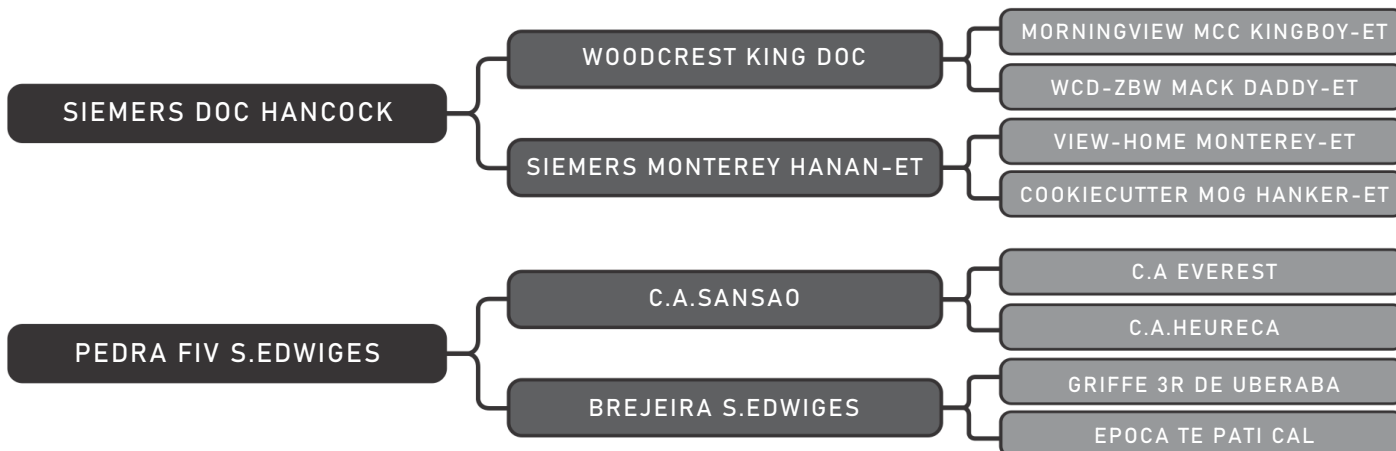 SIEMERS DOC HANCOCK
WOODCREST KING DOC
MORNINGVIEW MCC KINGBOY-ET
WCD-ZBW MACK DADDY-ET
SIEMERS MONTEREY HANAN-ET
VIEW-HOME MONTEREY-ET
COOKIECUTTER MOG HANKER-ET
PEDRA FIV S.EDWIGES
C.A.SANSAO
C.A EVEREST
C.A.HEURECA
BREJEIRA S.EDWIGES
GRIFFE 3R DE UBERABA
EPOCA TE PATI CAL